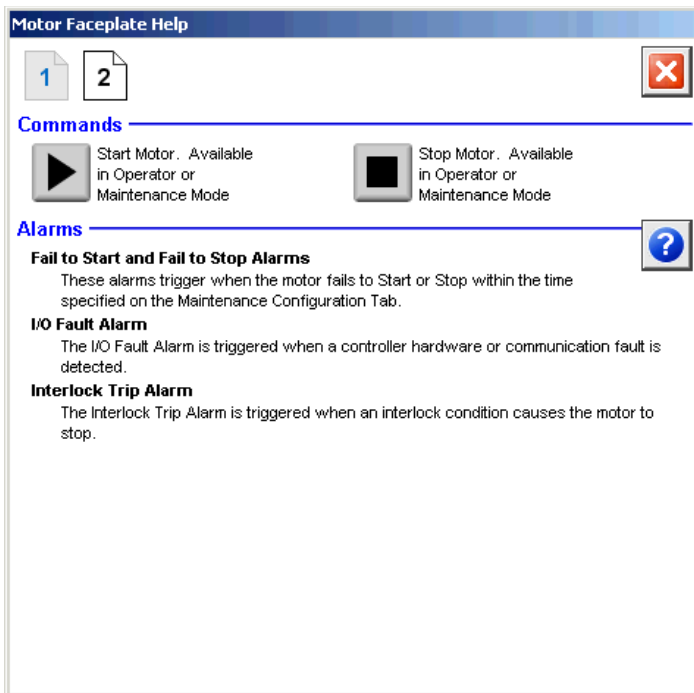 Motor Faceplate Help
1 2
Commands
Start Motor. Available
in Operator or
Maintenance Mode
Stop Motor. Available
in Operator or
Maintenance Mode
Alarms
?
Fail to Start and Fail to Stop Alarms
These alarms trigger when the motor fails to Start or Stop within the time
specified on the Maintenance Configuration Tab.
I/O Fault Alarm
The I/O Fault Alarm is triggered when a controller hardware or communication fault is
detected.
Interlock Trip Alarm
The Interlock Trip Alarm is triggered when an interlock condition causes the motor to
stop.